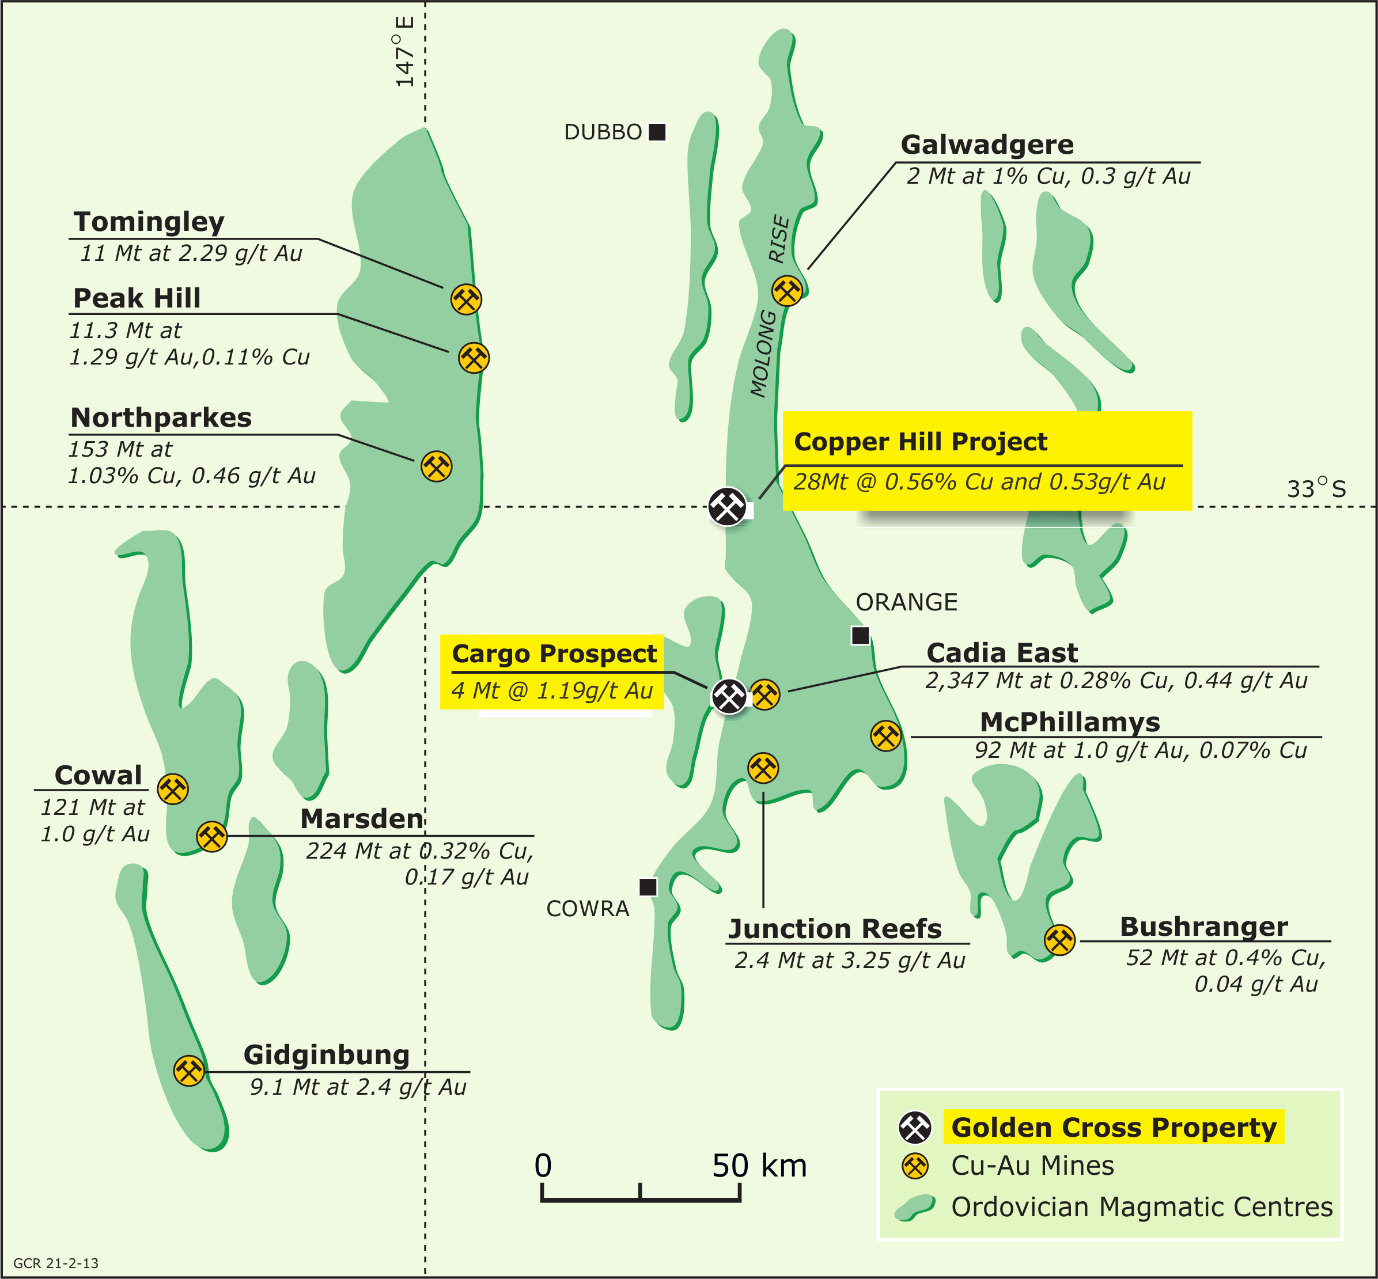 147°E
DUBBO
Galwadgere
2 Mt at 1% Cu, 0.3 g/t Au
Tomingley
11 Mt at 2.29 g/t Au
MOLONG RISE
Peak Hill
11.3 Mt at
1.29 g/t Au,0.11% Cu
Northparkes
153 Mt at
1.03% Cu, 0.46 g/t Au
Copper Hill Project
28Mt @ 0.56% Cu and 0.53g/t Au
33°S
ORANGE
Cargo Prospect
4 Mt @ 1.19g/t Au
Cadia East
2,347 Mt at 0.28% Cu, 0.44 g/t Au
McPhillamys
92 Mt at 1.0 g/t Au, 0.07% Cu
Cowal
121 Mt at
1.0 g/t Au
Marsden
224 Mt at 0.32% Cu,
0.17 g/t Au
COWRA
Junction Reefs
2.4 Mt at 3.25 g/t Au
Bushranger
52 Mt at 0.4% Cu,
0.04 g/t Au
Gidginbung
9.1 Mt at 2.4 g/t Au
0 50 km
Golden Cross Property
Cu-Au Mines
Ordovician Magmatic Centres
GCR 21-2-13